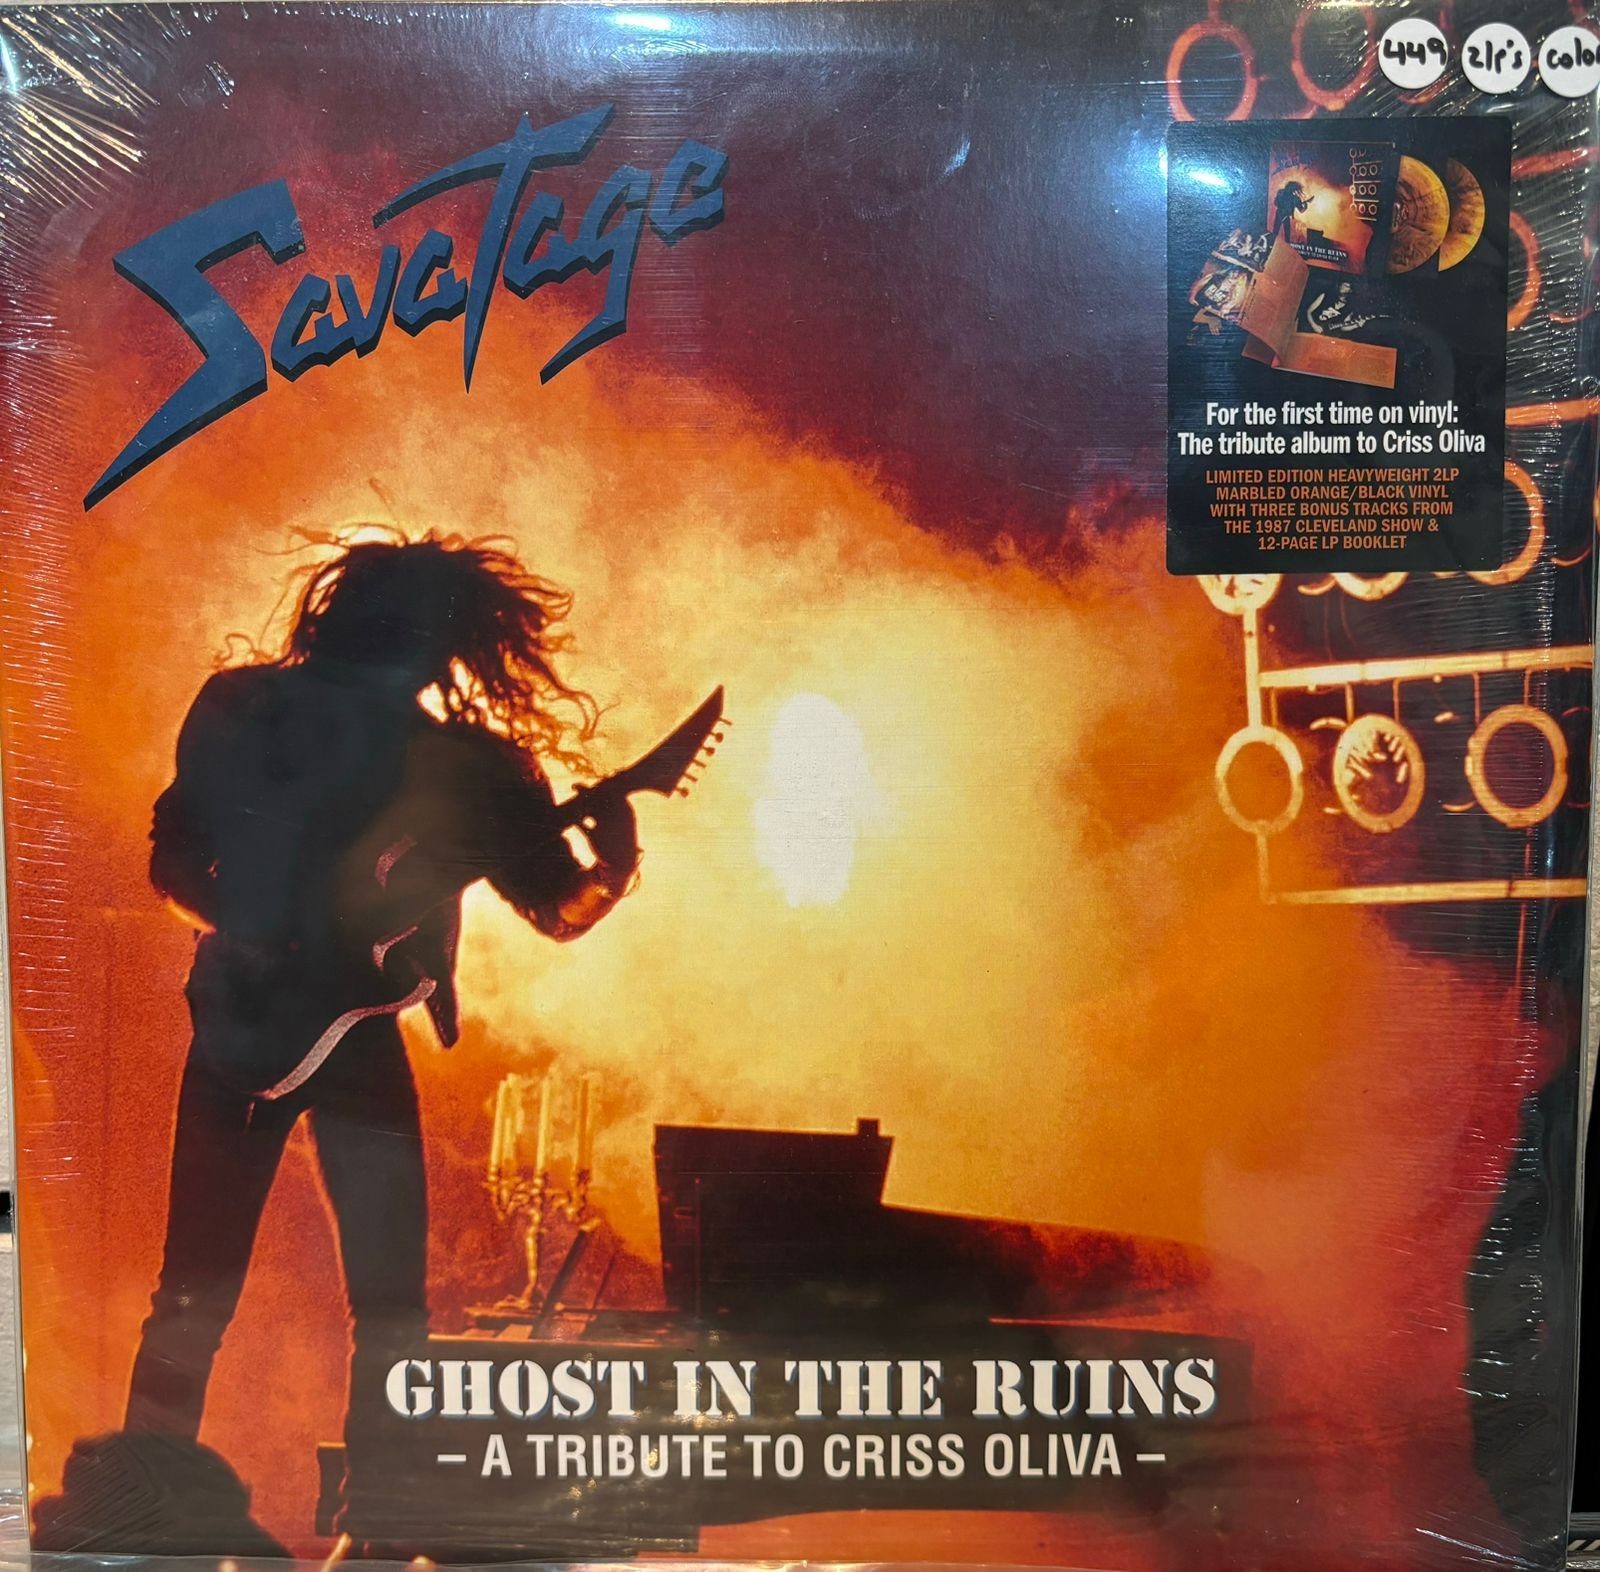 449 2lp's color
Savatage
For the first time on vinyl:
The tribute album to Criss Oliva
LIMITED EDITION HEAVYWEIGHT 2LP
MARBLED ORANGE/BLACK VINYL
WITH THREE BONUS TRACKS FROM
THE 1987 CLEVELAND SHOW &
12-PAGE LP BOOKLET
GHOST IN THE RUINS
– A TRIBUTE TO CRISS OLIVA –